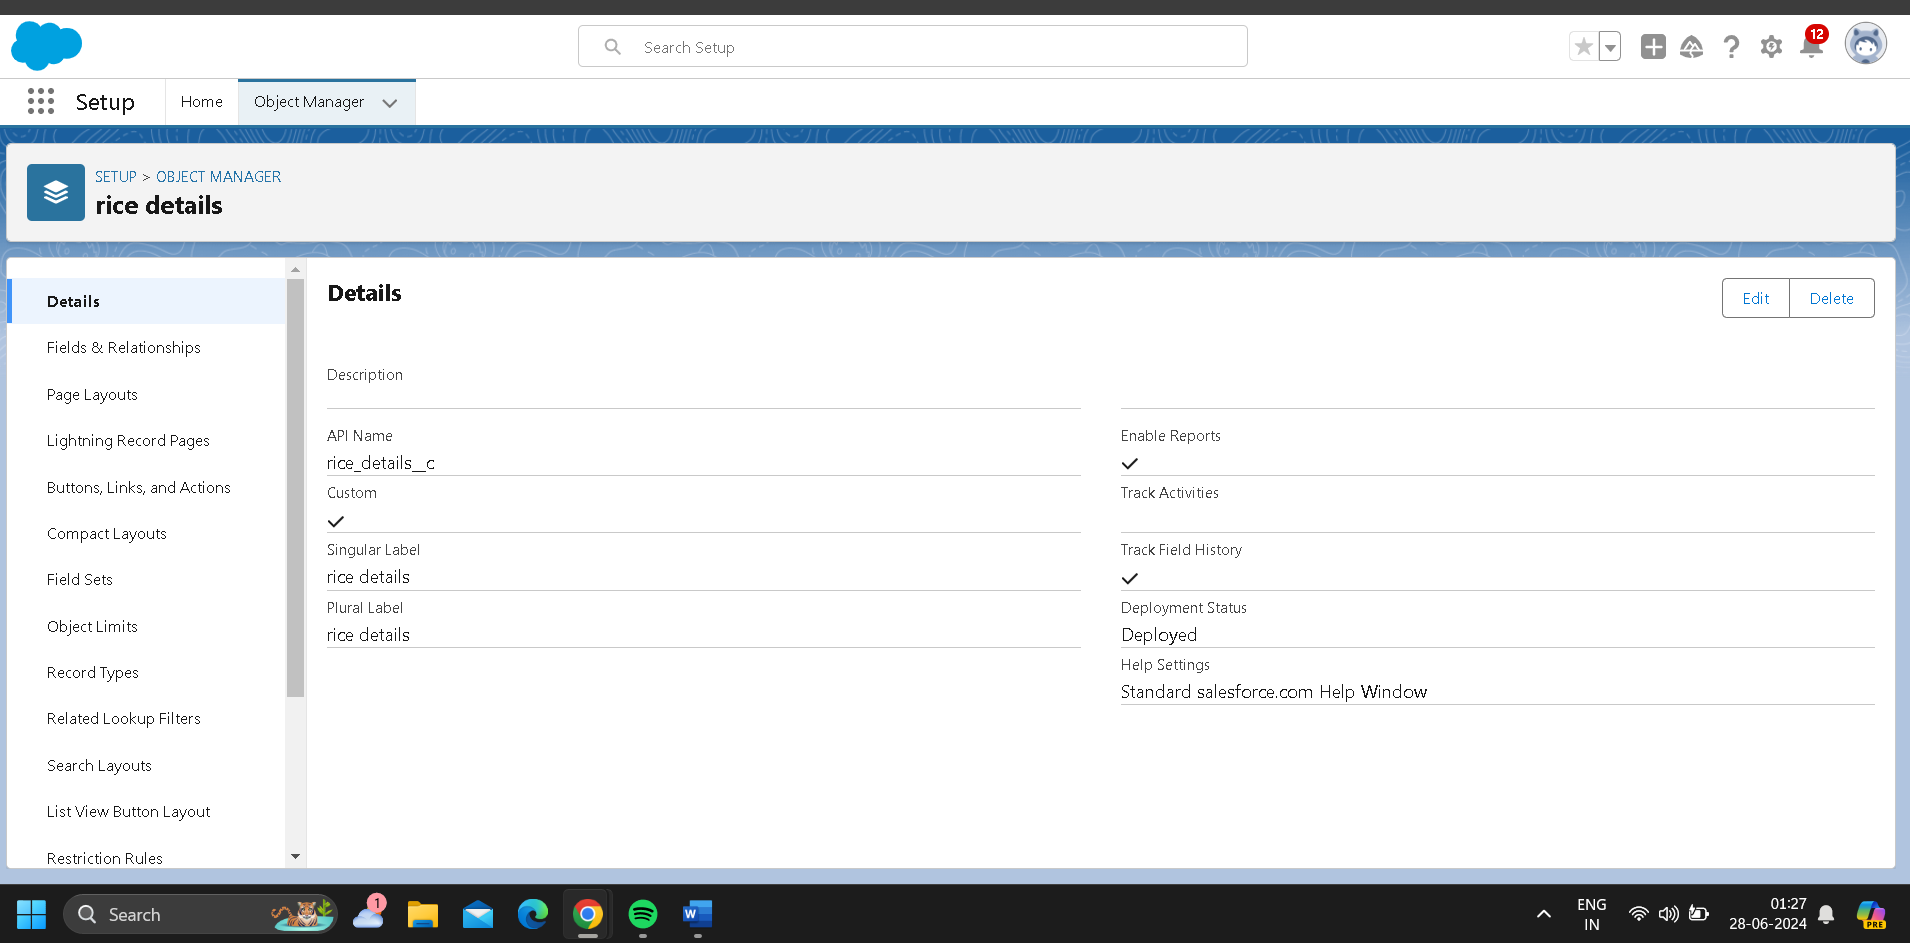 Search Setup
12
Setup
Home
Object Manager
SETUP > OBJECT MANAGER
rice details
Details
Fields & Relationships
Page Layouts
Lightning Record Pages
Buttons, Links, and Actions
Compact Layouts
Field Sets
Object Limits
Record Types
Related Lookup Filters
Search Layouts
List View Button Layout
Restriction Rules
Details
Edit
Delete
Description
API Name
rice_details__c
Custom
Singular Label
rice details
Plural Label
rice details
Enable Reports
Track Activities
Track Field History
Deployment Status
Deployed
Help Settings
Standard salesforce.com Help Window
Search
1
W
ENG
IN
01:27
28-06-2024
PRE